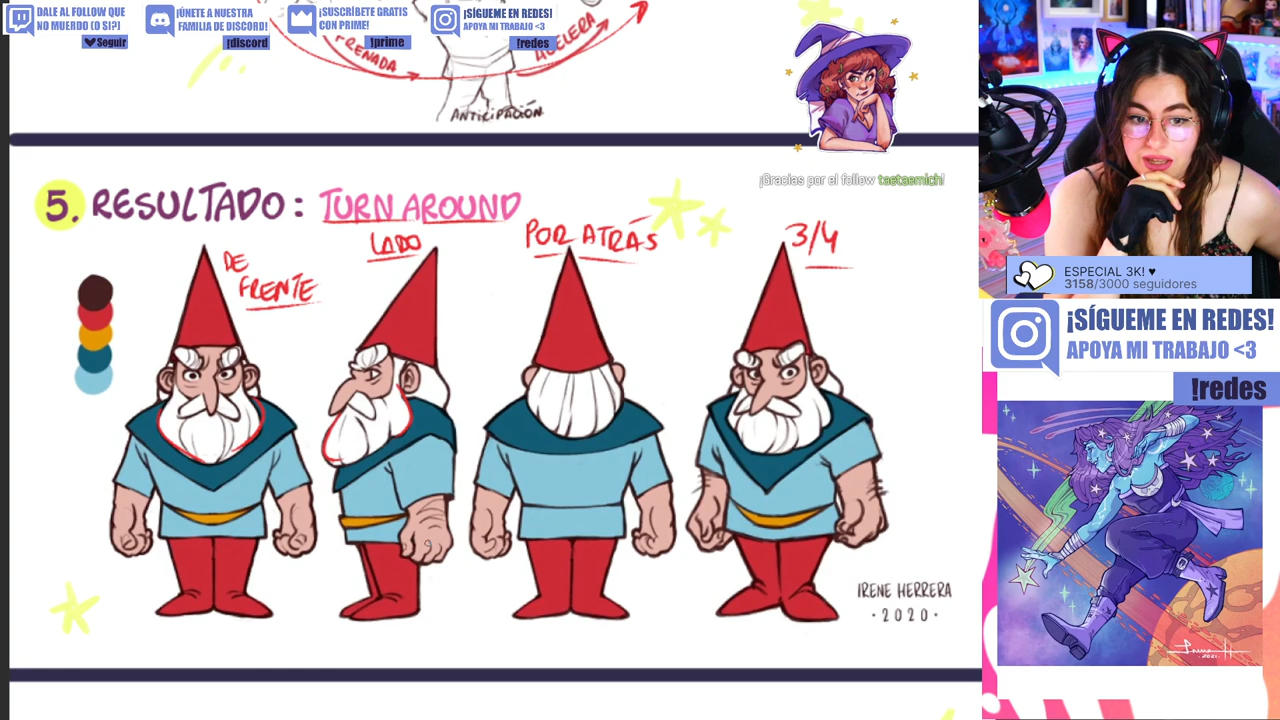 DALE AL FOLLOW QUE
NO MUERDO (O SI?)
Seguir
¡ÚNETE A NUESTRA
FAMILIA DE DISCORD!
!discord
¡SUSCRÍBETE GRATIS
CON PRIME!
!prime
¡SÍGUEME EN REDES!
APOYA MI TRABAJO <3
!redes
FRENADA
ACELERA
ANTICIPACIÓN
¡Gracias por el follow taetaemich!
5. RESULTADO: TURN AROUND
DE
FRENTE
LADO
POR ATRÁS
3/4
IRENE HERRERA
·2020·
ESPECIAL 3K! ♥
3158/3000 seguidores
¡SÍGUEME EN REDES!
APOYA MI TRABAJO <3
!redes